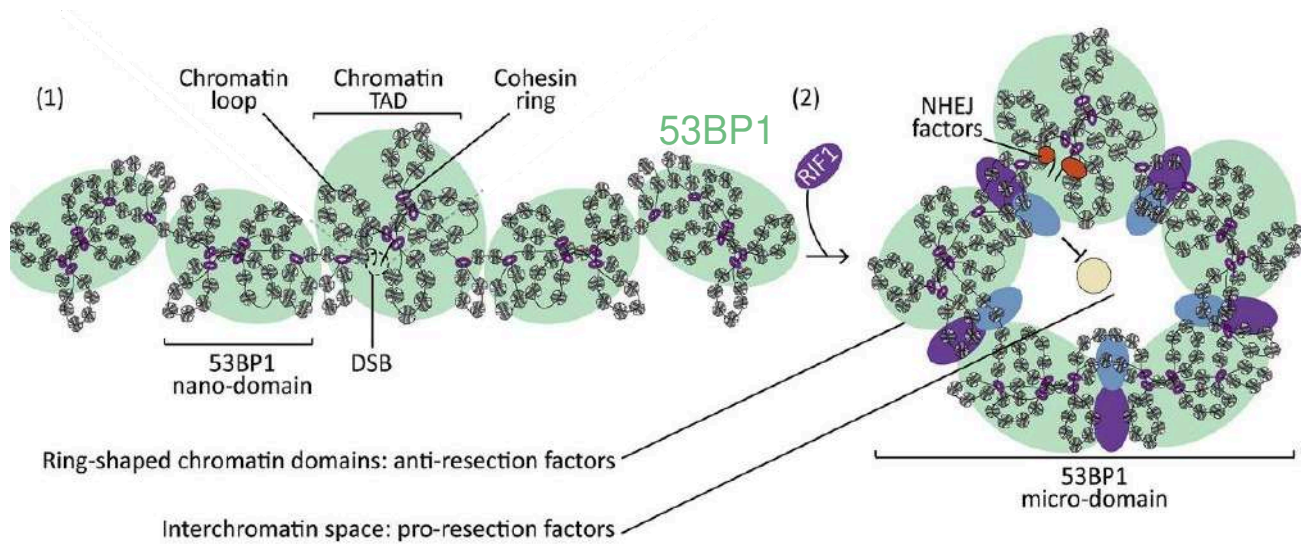 (1)
Chromatin
loop
Chromatin
TAD
Cohesin
ring
53BP1
(2)
NHEJ
factors
RIF1
53BP1
nano-domain
DSB
Ring-shaped chromatin domains: anti-resection factors
Interchromatin space: pro-resection factors
53BP1
micro-domain